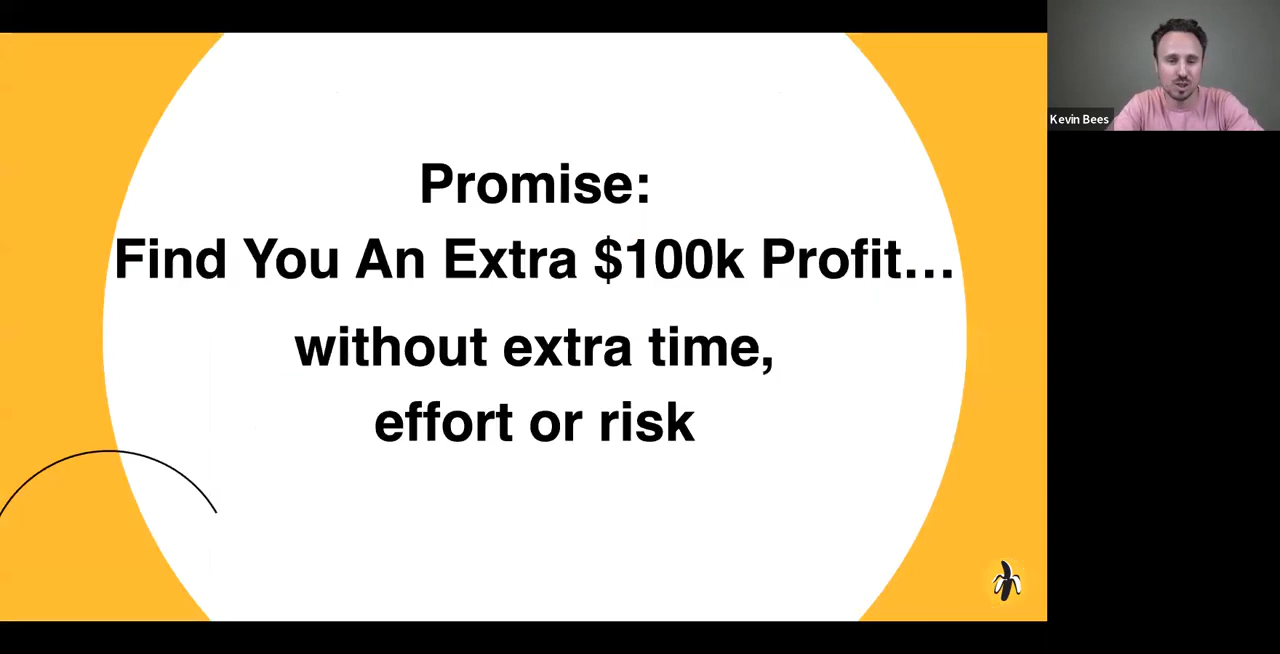 Promise:
Find You An Extra $100k Profit…
without extra time,
effort or risk
Kevin Bees